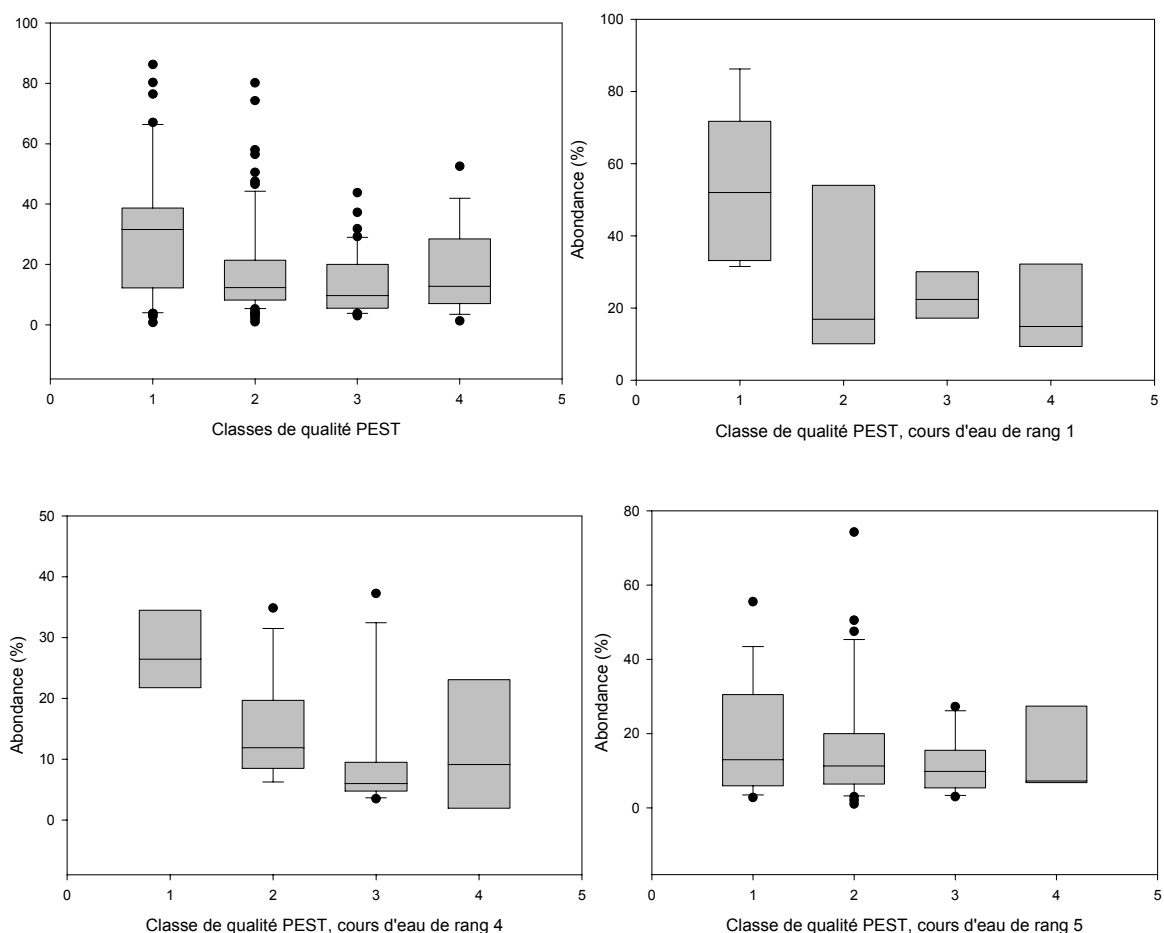 100
80
60
40
20
0
0 1 2 3 4 5
Classes de qualité PEST
Abondance (%)
100
80
60
40
20
0
0 1 2 3 4 5
Classe de qualité PEST, cours d'eau de rang 1
Abondance (%)
50
40
30
20
10
0
0 1 2 3 4 5
Classe de qualité PEST, cours d'eau de rang 4
Abondance (%)
80
60
40
20
0
0 1 2 3 4 5
Classe de qualité PEST, cours d'eau de rang 5